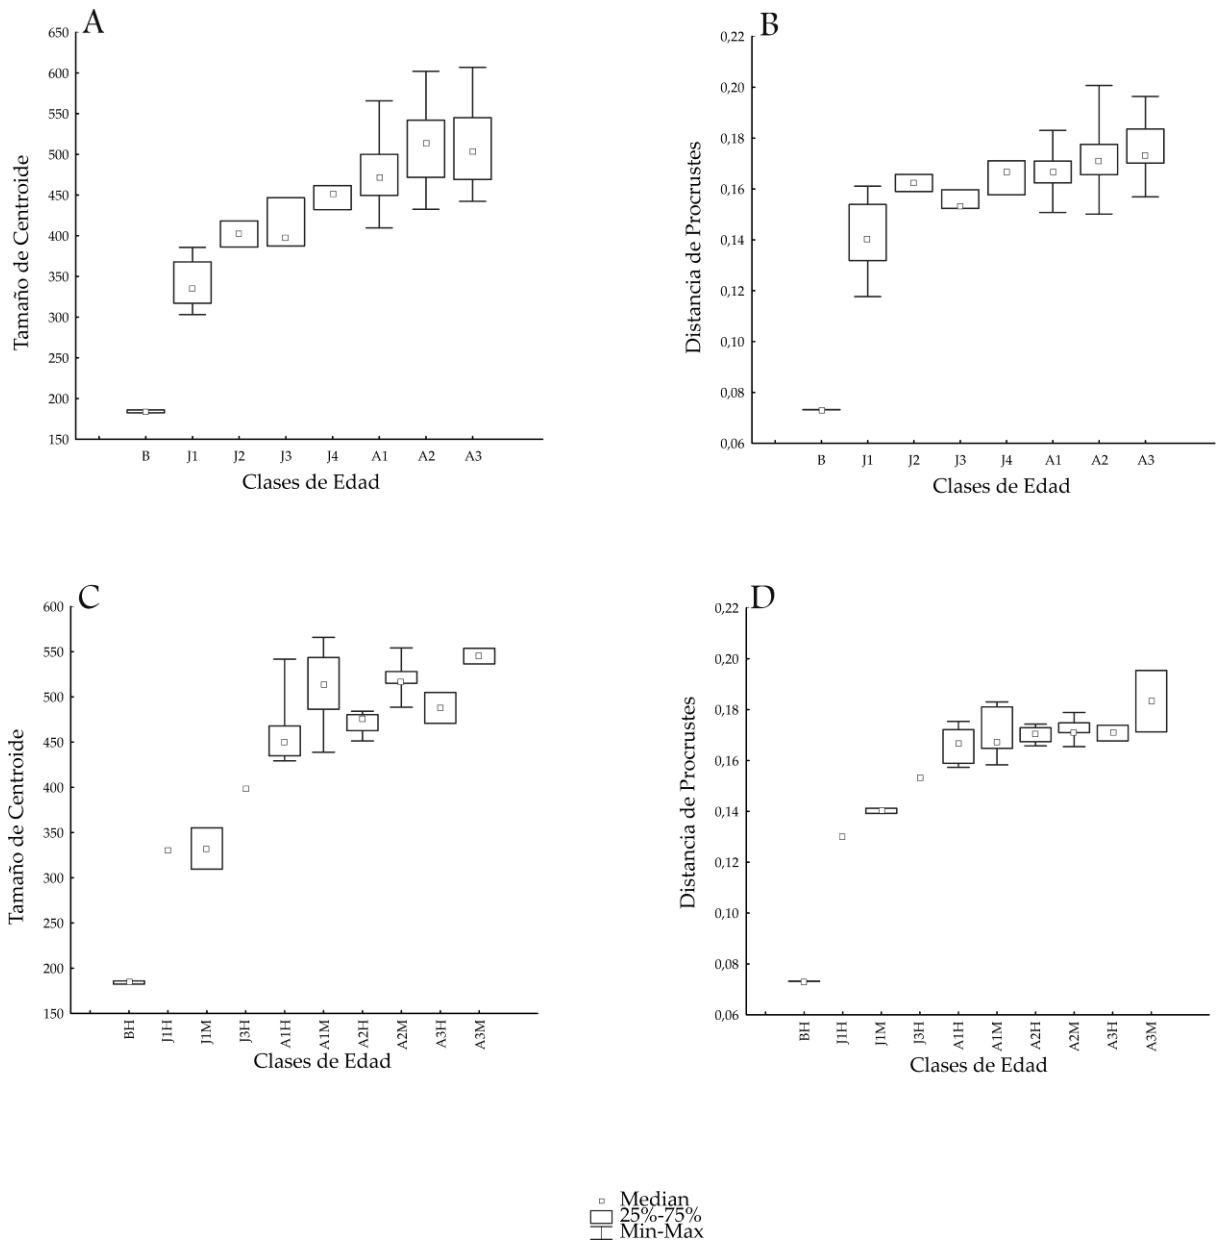 A
650
600
550
500
450
400
350
300
250
200
150
Tamaño de Centroide
B J1 J2 J3 J4 A1 A2 A3
Clases de Edad
B
0,22
0,20
0,18
0,16
0,14
0,12
0,10
0,08
0,06
Distancia de Procrustes
B J1 J2 J3 J4 A1 A2 A3
Clases de Edad
C
600
550
500
450
400
350
300
250
200
150
Tamaño de Centroide
BH J1H J1M J3H A1H A1M A2H A2M A3H A3M
Clases de Edad
D
0,22
0,20
0,18
0,16
0,14
0,12
0,10
0,08
0,06
Distancia de Procrustes
BH J1H J1M J3H A1H A1M A2H A2M A3H A3M
Clases de Edad
Median
25%-75%
Min-Max